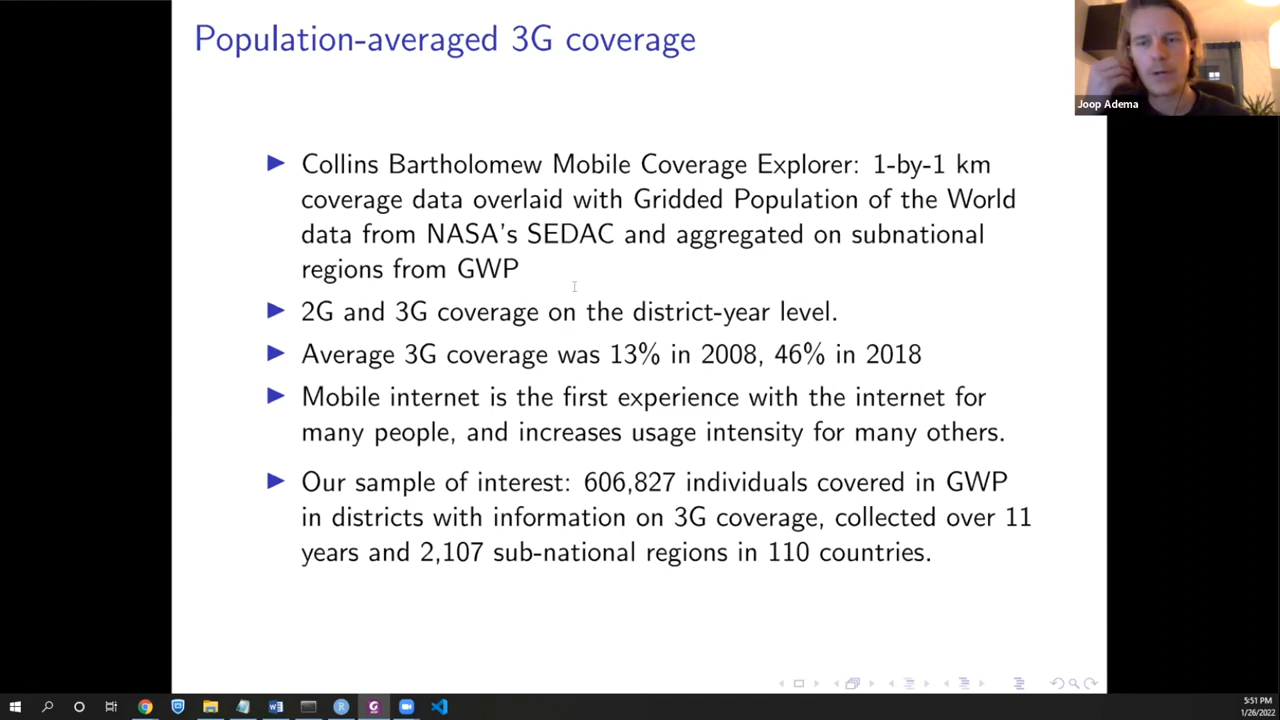 Population-averaged 3G coverage
Joop Adema
Collins Bartholomew Mobile Coverage Explorer: 1-by-1 km
coverage data overlaid with Gridded Population of the World
data from NASA's SEDAC and aggregated on subnational
regions from GWP
2G and 3G coverage on the district-year level.
Average 3G coverage was 13% in 2008, 46% in 2018
Mobile internet is the first experience with the internet for
many people, and increases usage intensity for many others.
Our sample of interest: 606,827 individuals covered in GWP
in districts with information on 3G coverage, collected over 11
years and 2,107 sub-national regions in 110 countries.
5:51 PM
1/26/2022